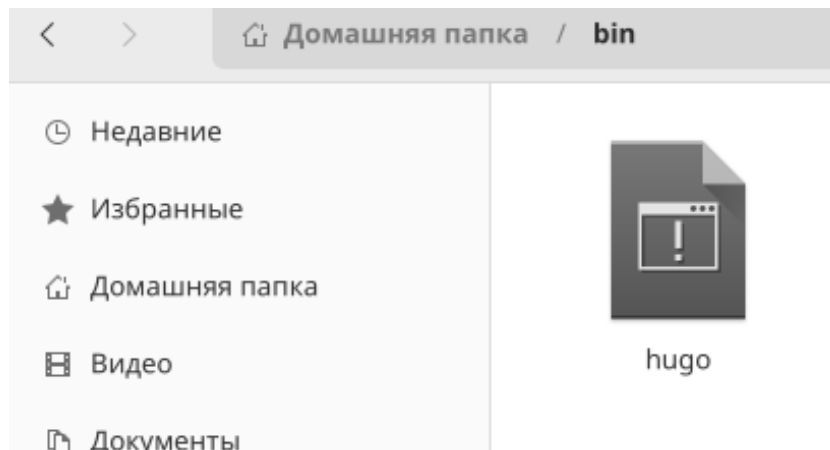 Домашняя папка / bin
Недавние
Избранные
Домашняя папка
Видео
Документы
hugo